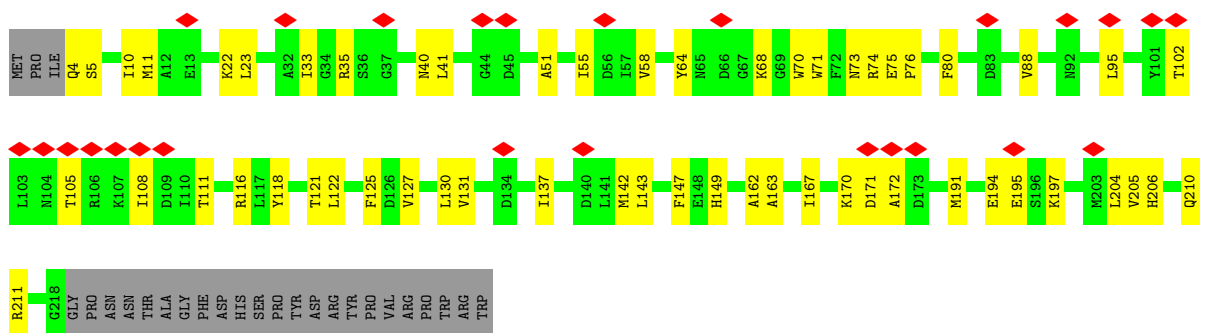 MET PRO ILE Q4 S5 I10 M11 A12 E13 K22 L23 A32 I33 G34 R35 S36 G37 N40 L41 G44 D45 A51 I55 D56 I57 V58 Y64 N65 D66 G67 K68 G69 W70 W71 F72 N73 R74 E75 P76 F80 D83 V88 N92 L95 Y101 T102
L103 N104 T105 R106 K107 I108 D109 I110 T111 R116 L117 Y118 T121 L122 F125 D126 V127 L130 V131 D134 I137 D140 L141 M142 L143 F147 E148 H149 A162 A163 I167 K170 D171 A172 D173 M191 E194 E195 S196 K197 M203 L204 V205 H206 Q210
R211 G218 GLY PRO ASN ASN THR ALA GLY PHE ASP HIS SER PRO TYR ASP ARG TYR PRO VAL ARG PRO TRP ARG TRP